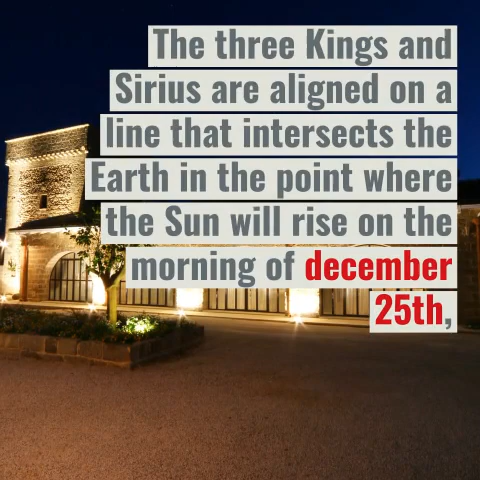 The three Kings and
Sirius are aligned on a
line that intersects the
Earth in the point where
the Sun will rise on the
morning of december
25th,